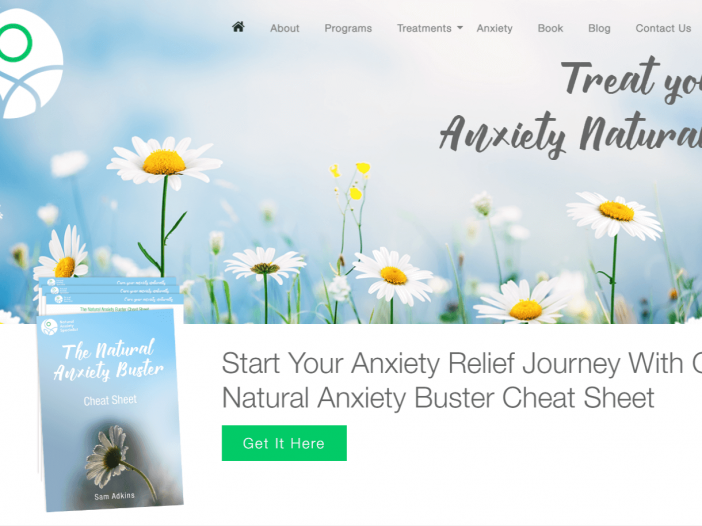 About Programs Treatments Anxiety Book Blog Contact Us
Treat yo
Anxiety Natura
The Natural Anxiety Buster Cheat Sheet
The Natural
Anxiety Buster
Cheat Sheet
Sam Adkins
Start Your Anxiety Relief Journey With
Natural Anxiety Buster Cheat Sheet
Get It Here